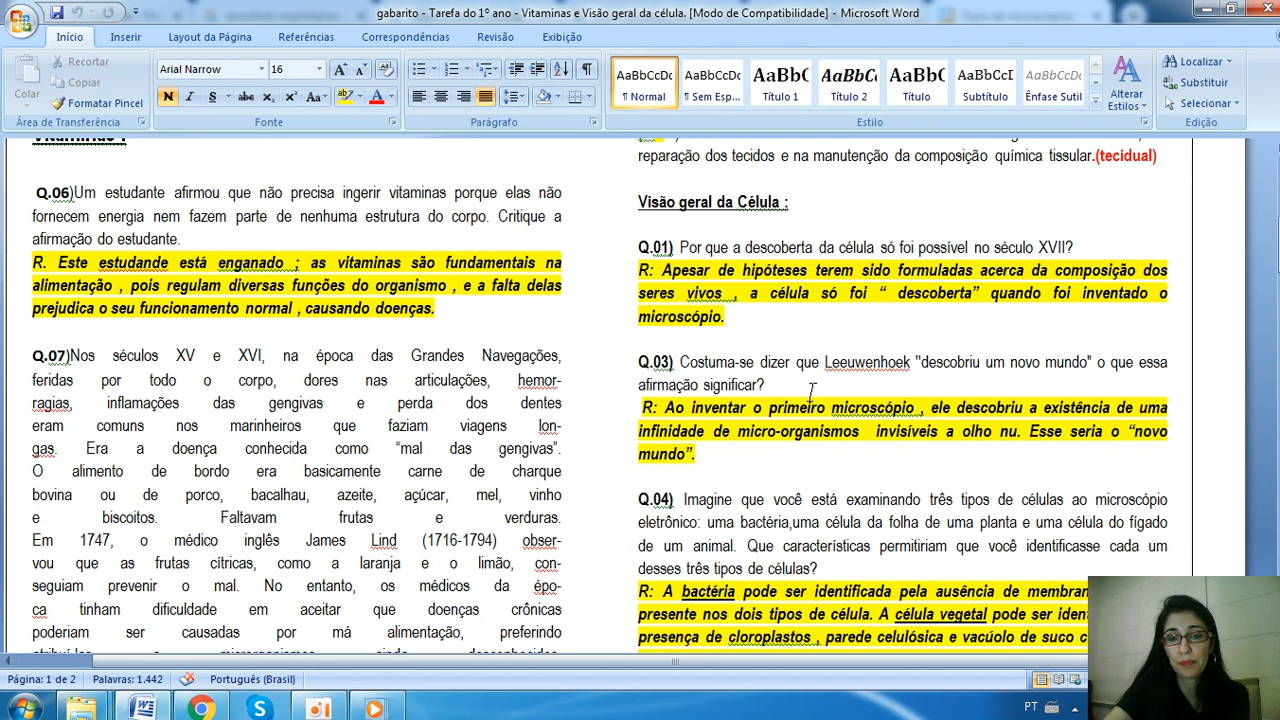 gabarito - Tarefa do 1º ano - Vitaminas e Visão geral da célula. [Modo de Compatibilidade] - Microsoft Word
Início Inserir Layout da Página Referências Correspondências Revisão Exibição
Colar
Recortar
Copiar
Formatar Pincel
Área de Transferência
Arial Narrow 16
Fonte
Parágrafo
AaBbCcDc AaBbCcDc AaBbC AaBbCc AaBbC AaBbCcI AaBbCcDc
¶ Normal ¶ Sem Esp... Título 1 Título 2 Título Subtítulo Ênfase Sutil
Alterar Estilos
Estilo
Localizar
Substituir
Selecionar
Edição
Q.06)Um estudante afirmou que não precisa ingerir vitaminas porque elas não
fornecem energia nem fazem parte de nenhuma estrutura do corpo. Critique a
afirmação do estudante.
R. Este estudande está enganado ; as vitaminas são fundamentais na
alimentação , pois regulam diversas funções do organismo , e a falta delas
prejudica o seu funcionamento normal , causando doenças.
Q.07)Nos séculos XV e XVI, na época das Grandes Navegações,
feridas por todo o corpo, dores nas articulações, hemor-
ragias, inflamações das gengivas e perda dos dentes
eram comuns nos marinheiros que faziam viagens lon-
gas. Era a doença conhecida como “mal das gengivas”.
O alimento de bordo era basicamente carne de charque
bovina ou de porco, bacalhau, azeite, açúcar, mel, vinho
e biscoitos. Faltavam frutas e verduras.
Em 1747, o médico inglês James Lind (1716-1794) obser-
vou que as frutas cítricas, como a laranja e o limão, con-
seguiam prevenir o mal. No entanto, os médicos da épo-
ca tinham dificuldade em aceitar que doenças crônicas
poderiam ser causadas por má alimentação, preferindo
reparação dos tecidos e na manutenção da composição química tissular.(tecidual)
Visão geral da Célula :
Q.01) Por que a descoberta da célula só foi possível no século XVII?
R: Apesar de hipóteses terem sido formuladas acerca da composição dos
seres vivos , a célula só foi “ descoberta” quando foi inventado o
microscópio.
Q.03) Costuma-se dizer que Leeuwenhoek "descobriu um novo mundo" o que essa
afirmação significar?
R: Ao inventar o primeiro microscópio , ele descobriu a existência de uma
infinidade de micro-organismos invisíveis a olho nu. Esse seria o “novo
mundo”.
Q.04) Imagine que você está examinando três tipos de células ao microscópio
eletrônico: uma bactéria,uma célula da folha de uma planta e uma célula do fígado
de um animal. Que características permitiriam que você identificasse cada um
desses três tipos de células?
R: A bactéria pode ser identificada pela ausência de
presente nos dois tipos de célula. A célula vegetal pode ser
presença de cloroplastos , parede celulósica e vacúolo de suco
Página: 1 de 2 Palavras: 1.442 Português (Brasil)
PT